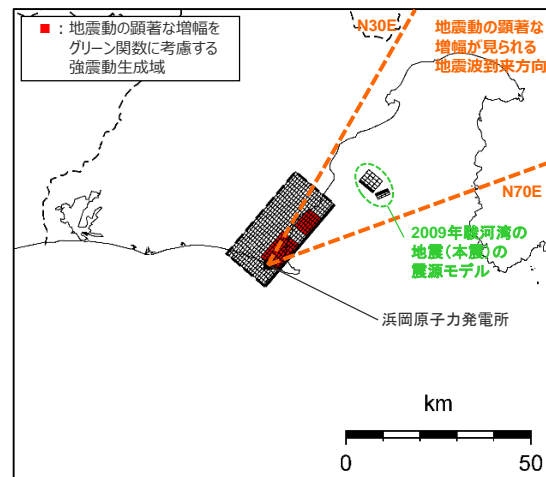 ■ : 地震動の顕著な増幅を
グリーン関数に考慮する
強震動生成域
N30E
地震動の顕著な
増幅が見られる
地震波到来方向
N70E
2009年駿河湾の
地震(本震)の
震源モデル
浜岡原子力発電所
km
0 50